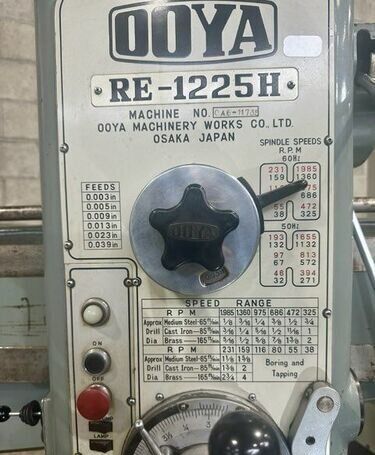 OOYA
RE-1225H
MACHINE NO.
OOYA MACHINERY WORKS CO., LTD.
OSAKA JAPAN
SPINDLE SPEEDS
R.P.M
60Hz
231 1985
159 1360
686
55 472
38 325
50Hz
193 1655
132 1132
97 813
67 572
46 394
32 271
FEEDS
0.003in
0.005in
0.009in
0.013in
0.023in
0.039in
OOYA
ON
OFF
LAMP
SPEED RANGE
R P M 1985 1360 975 686 472 325
Approx Medium Steel
Drill Cast Iron
Dia Brass
R P M 231 159 116 80 55 38
Approx Medium Steel
Drill Cast Iron
Dia Brass
Boring and
Tapping